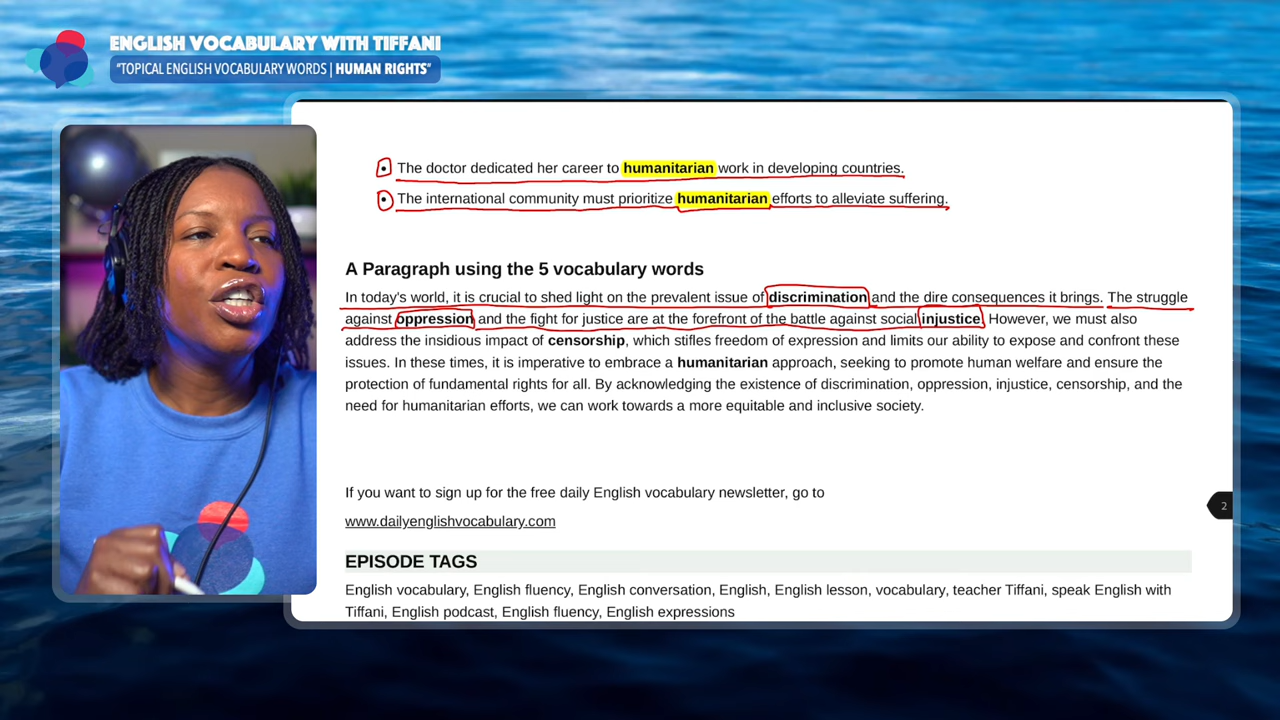 ENGLISH VOCABULARY WITH TIFFANI
"TOPICAL ENGLISH VOCABULARY WORDS | HUMAN RIGHTS"
• The doctor dedicated her career to humanitarian work in developing countries.
• The international community must prioritize humanitarian efforts to alleviate suffering.
A Paragraph using the 5 vocabulary words
In today's world, it is crucial to shed light on the prevalent issue of discrimination and the dire consequences it brings. The struggle
against oppression and the fight for justice are at the forefront of the battle against social injustice. However, we must also
address the insidious impact of censorship, which stifles freedom of expression and limits our ability to expose and confront these
issues. In these times, it is imperative to embrace a humanitarian approach, seeking to promote human welfare and ensure the
protection of fundamental rights for all. By acknowledging the existence of discrimination, oppression, injustice, censorship, and the
need for humanitarian efforts, we can work towards a more equitable and inclusive society.
If you want to sign up for the free daily English vocabulary newsletter, go to
www.dailyenglishvocabulary.com
2
EPISODE TAGS
English vocabulary, English fluency, English conversation, English, English lesson, vocabulary, teacher Tiffani, speak English with
Tiffani, English podcast, English fluency, English expressions